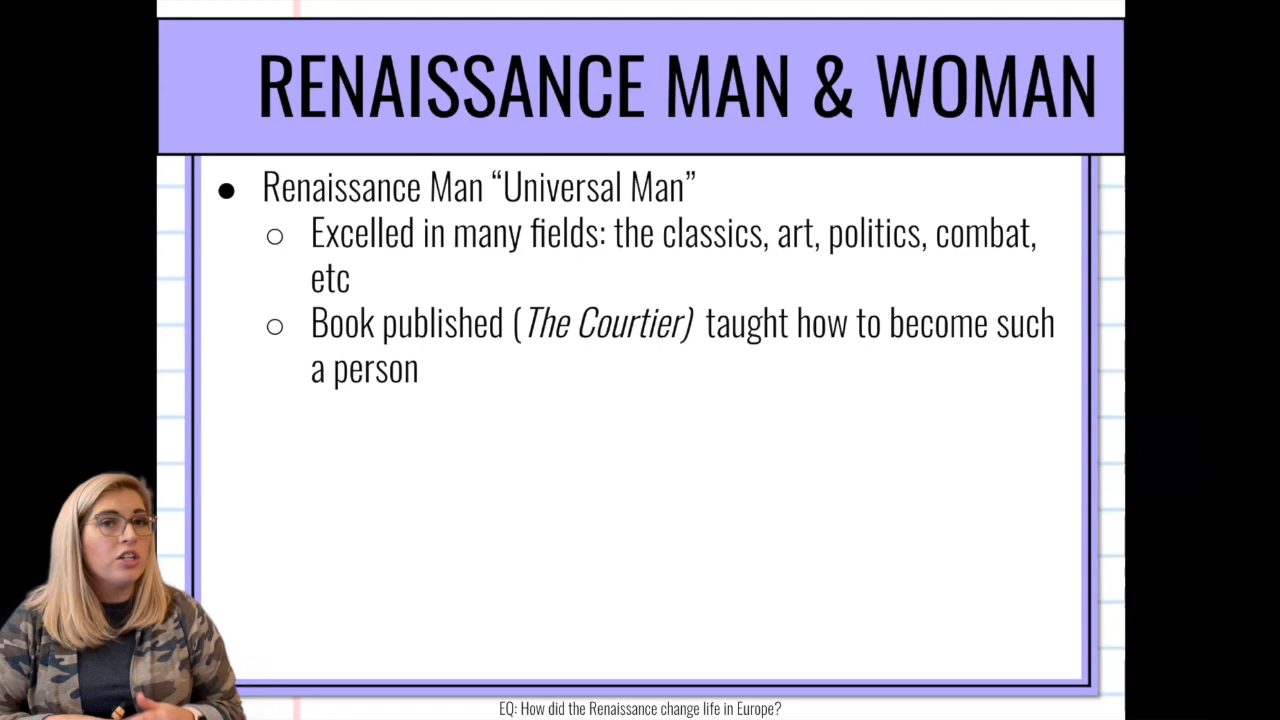 RENAISSANCE MAN & WOMAN
● Renaissance Man “Universal Man”
○ Excelled in many fields: the classics, art, politics, combat,
etc
○ Book published (The Courtier) taught how to become such
a person
EQ: How did the Renaissance change life in Europe?